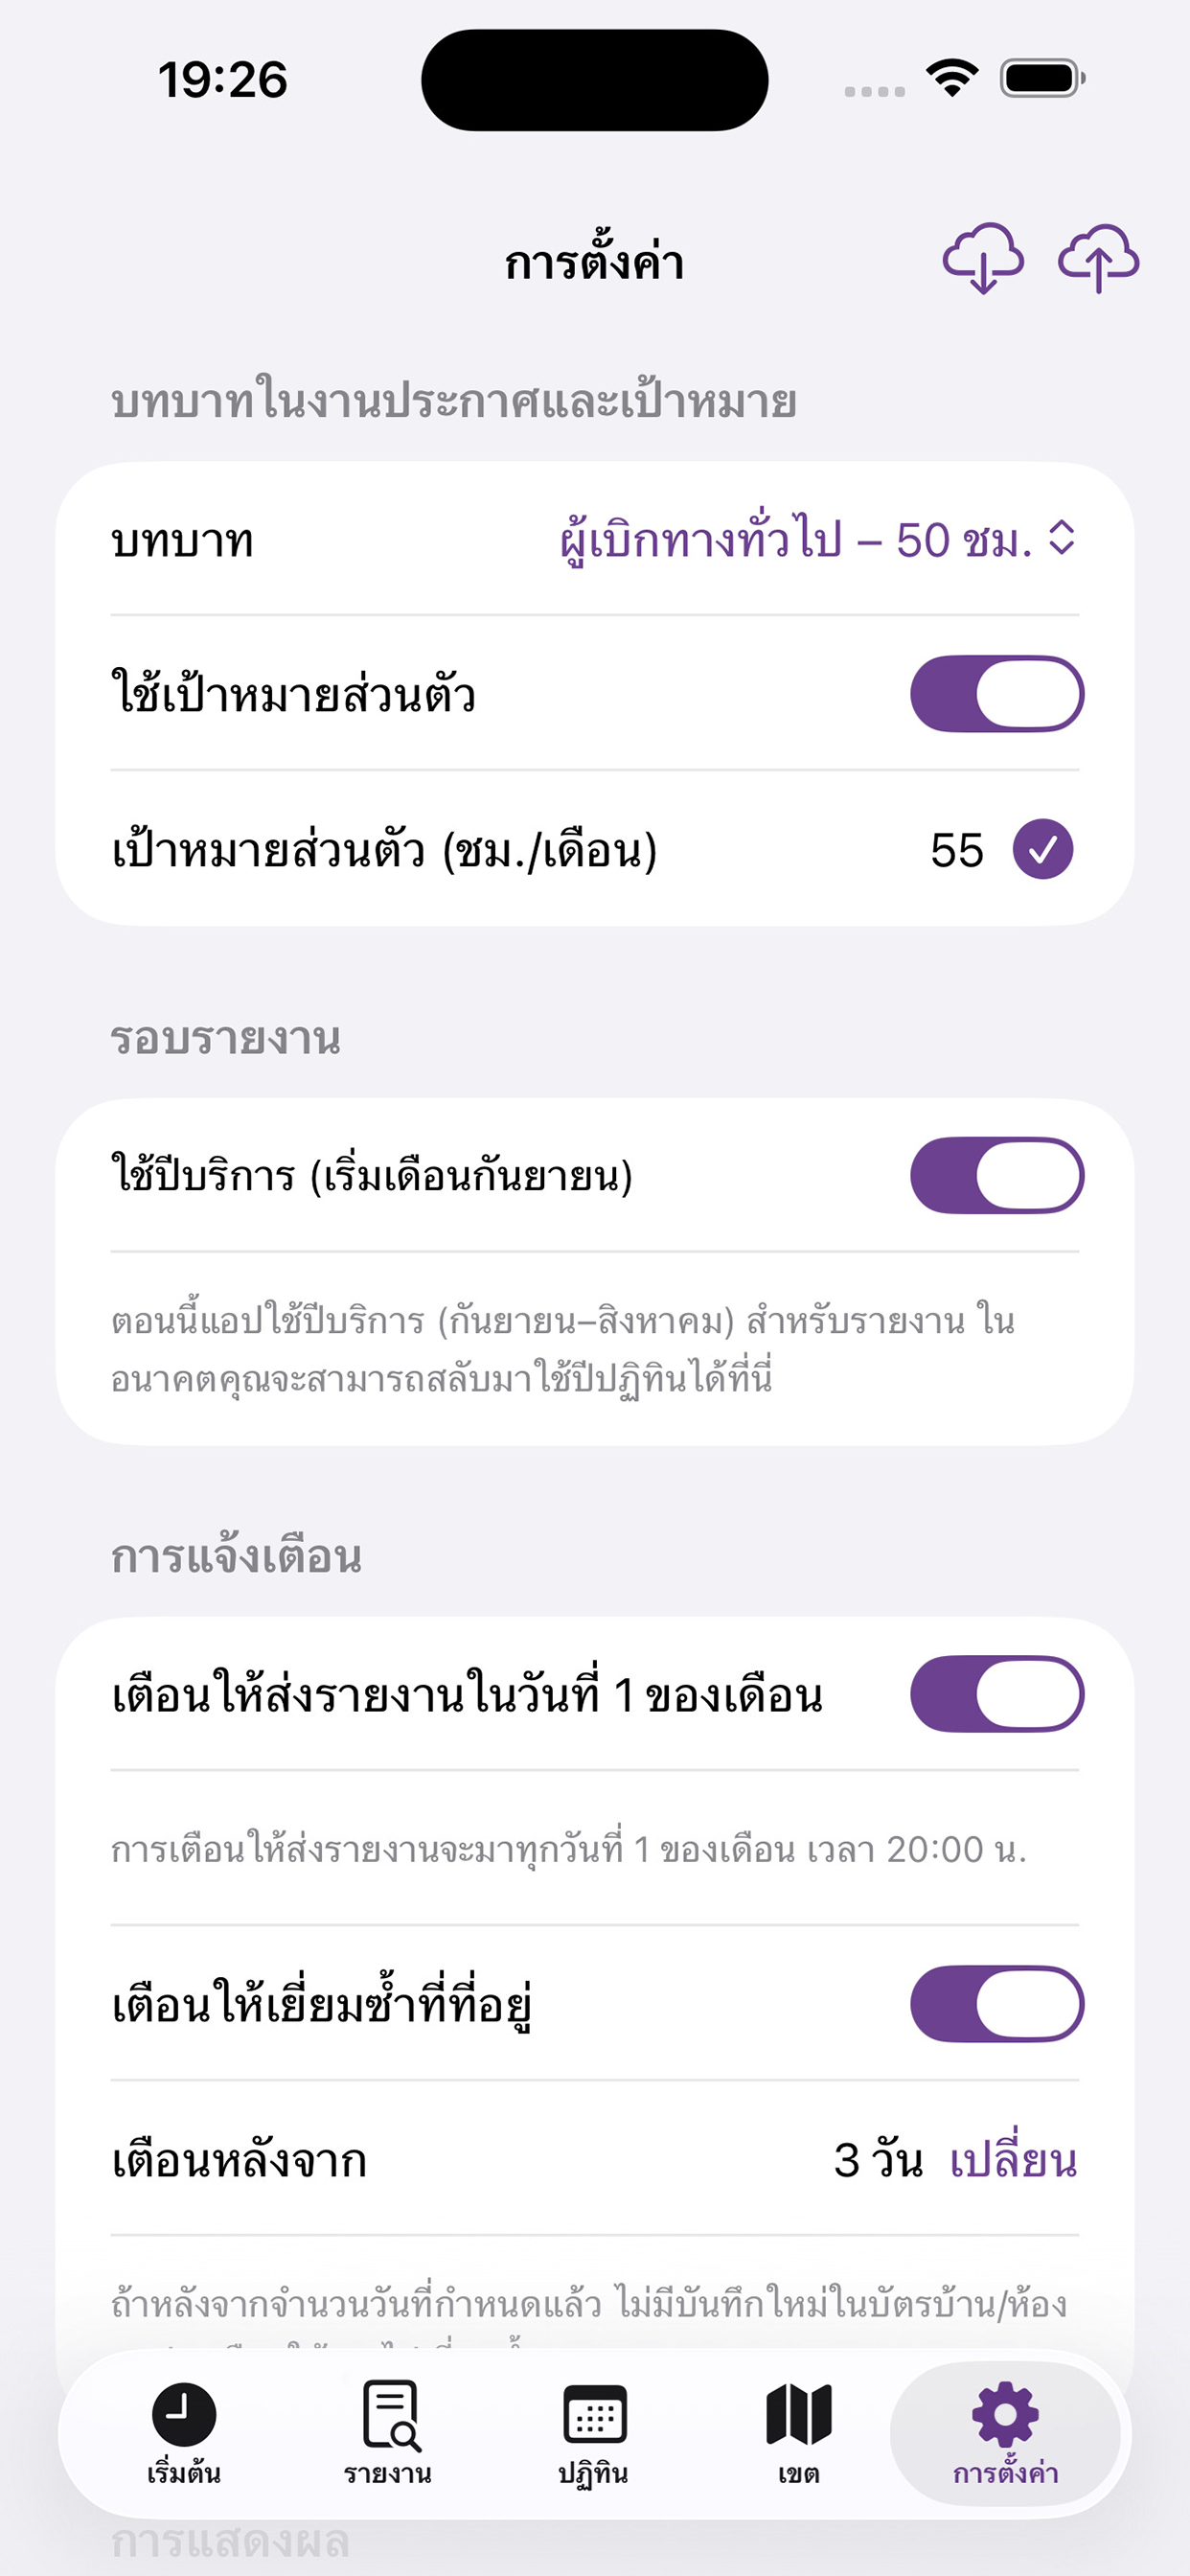 19:26
การตั้งค่า
บทบาทในงานประกาศและเป้าหมาย
บทบาท ผู้เบิกทางทั่วไป – 50 ชม.
ใช้เป้าหมายส่วนตัว
เป้าหมายส่วนตัว (ชม./เดือน) 55
รอบรายงาน
ใช้ปีบริการ (เริ่มเดือนกันยายน)
ตอนนี้แอปใช้ปีบริการ (กันยายน–สิงหาคม) สำหรับรายงาน ใน
อนาคตคุณจะสามารถสลับมาใช้ปีปฏิทินได้ที่นี่
การแจ้งเตือน
เตือนให้ส่งรายงานในวันที่ 1 ของเดือน
การเตือนให้ส่งรายงานจะมาทุกวันที่ 1 ของเดือน เวลา 20:00 น.
เตือนให้เยี่ยมซ้ำที่ที่อยู่
เตือนหลังจาก 3 วัน เปลี่ยน
ถ้าหลังจากจำนวนวันที่กำหนดแล้ว ไม่มีบันทึกใหม่ในบัตรบ้าน/ห้อง
เริ่มต้น รายงาน ปฏิทิน เขต การตั้งค่า
การแสดงผล